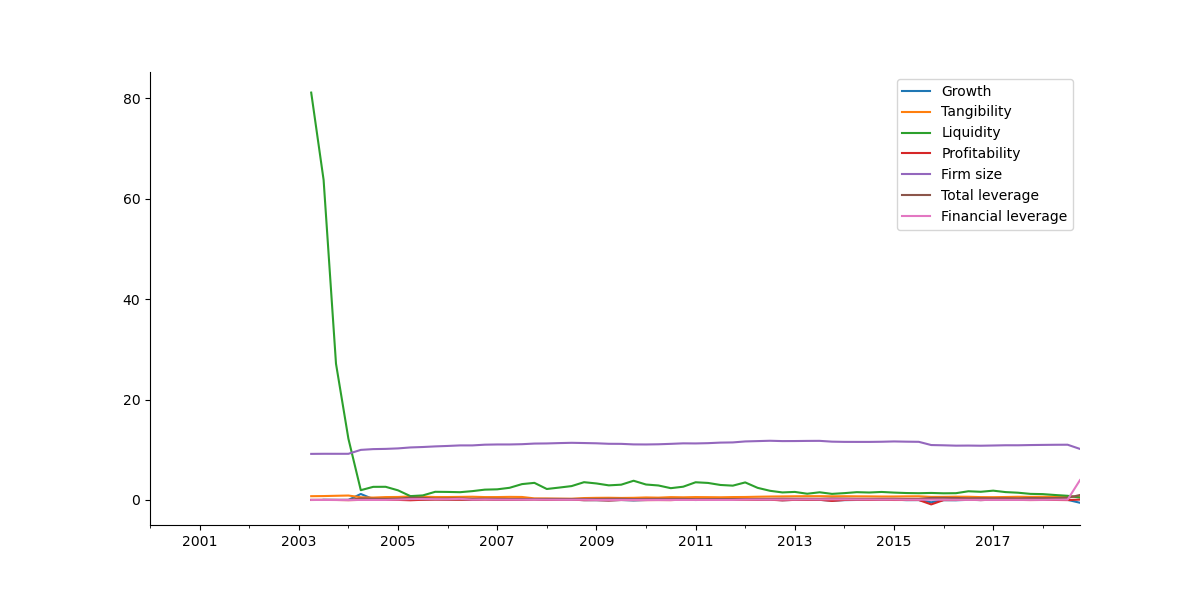 80
60
40
20
0
2001
2003
2005
2007
2009
2011
2013
2015
2017
Growth
Tangibility
Liquidity
Profitability
Firm size
Total leverage
Financial leverage